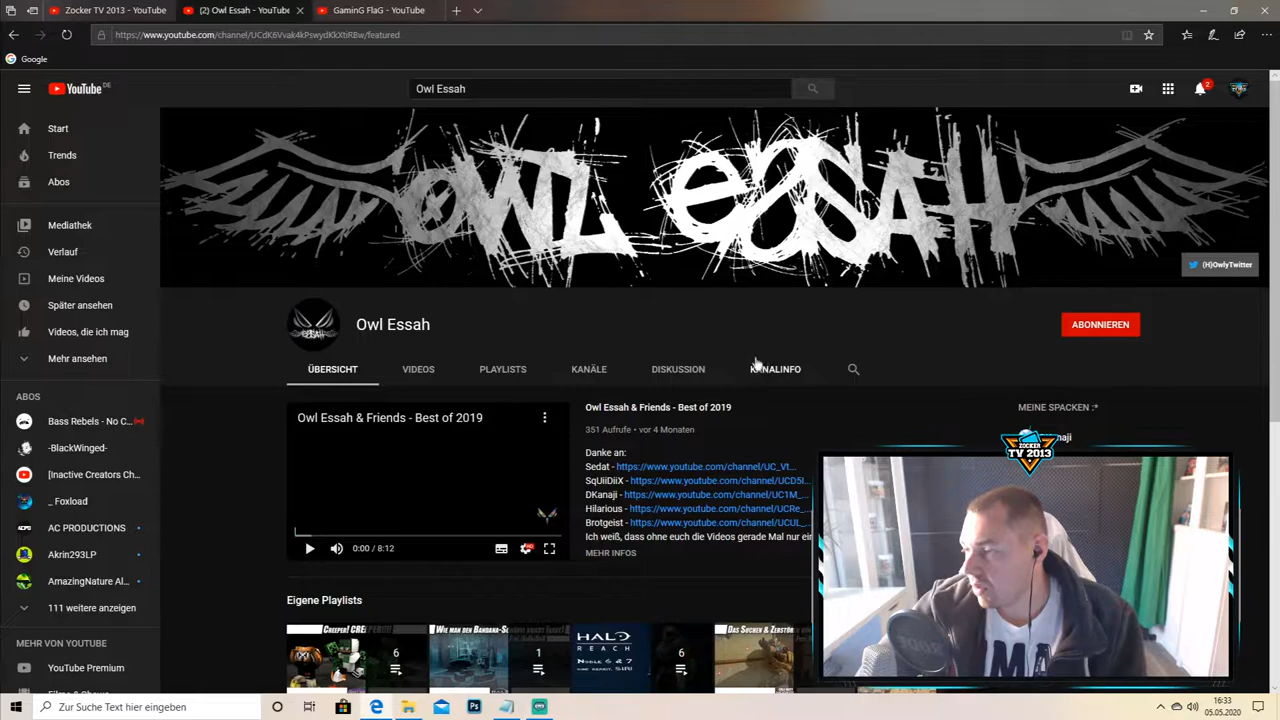 Zocker TV 2013 - YouTube
(2) Owl Essah - YouTube
GaminG FlaG - YouTube
https://www.youtube.com/channel/UCdK6Vvak4kPswydKkXtiRBw/featured
Google
YouTube DE
Owl Essah
2
Start
Trends
Abos
Mediathek
Verlauf
Meine Videos
Später ansehen
Videos, die ich mag
Mehr ansehen
ABOS
Bass Rebels - No C...
-BlackWinged-
[Inactive Creators Ch...
_ Foxload
AC PRODUCTIONS
Akrin293LP
AmazingNature Al...
111 weitere anzeigen
MEHR VON YOUTUBE
YouTube Premium
OWL eSSAH
(H)OwlyTwitter
Owl Essah
ABONNIEREN
ÜBERSICHT
VIDEOS
PLAYLISTS
KANÄLE
DISKUSSION
KANALINFO
Owl Essah & Friends - Best of 2019
0:00 / 8:12
Owl Essah & Friends - Best of 2019
351 Aufrufe • vor 4 Monaten
Danke an:
Sedat - https://www.youtube.com/channel/UC_Vt...
SqUiiDiiX - https://www.youtube.com/channel/UCD5I...
DKanaji - https://www.youtube.com/channel/UC1M_...
Hilarious - https://www.youtube.com/channel/UCRe_...
Brotgeist - https://www.youtube.com/channel/UCUL_...
Ich weiß, dass ohne euch die Videos gerade Mal nur
MEHR INFOS
MEINE SPACKEN :*
ZOCKER
TV 2013
Eigene Playlists
6
1
HALO
REACH
NOBLE 6 & 7
6
Zur Suche Text hier eingeben
16:33
05.05.2020